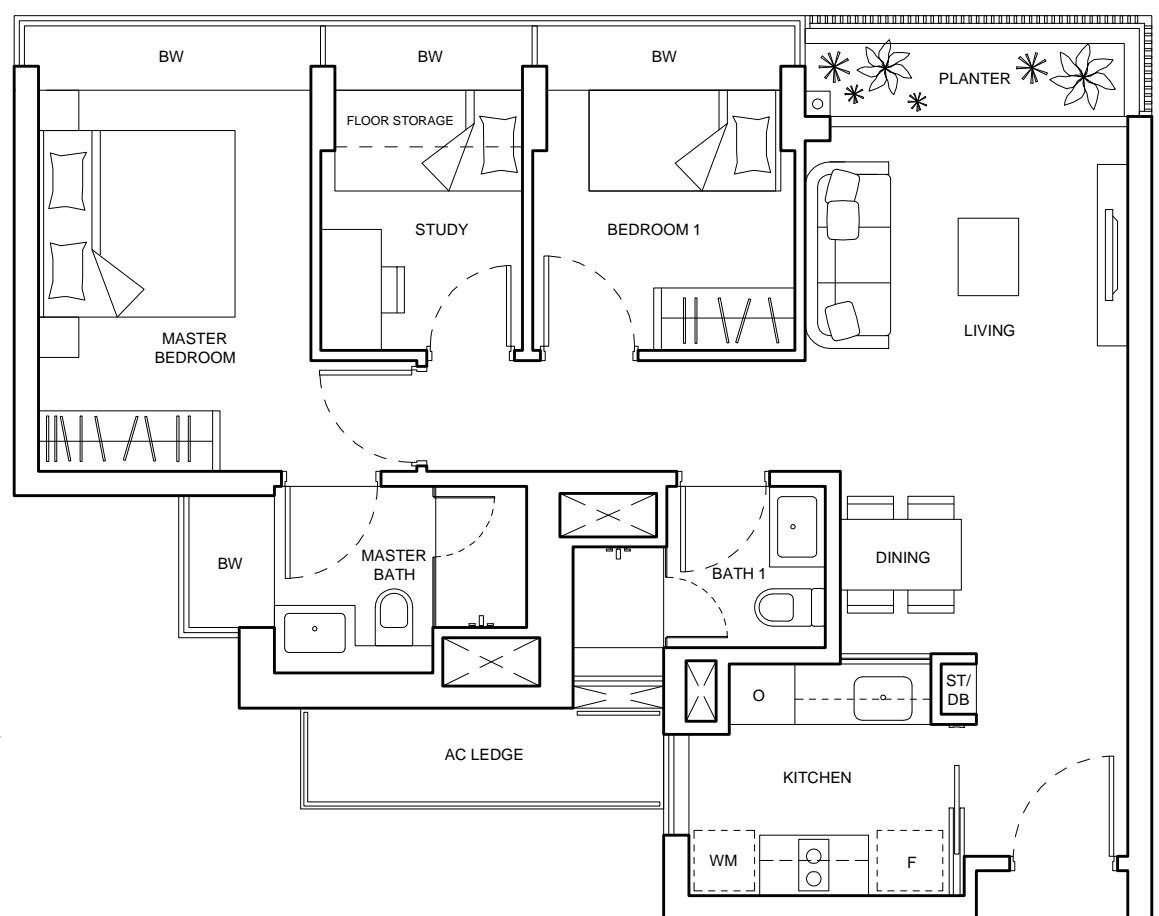 BW
BW
BW
PLANTER
FLOOR STORAGE
STUDY
BEDROOM 1
MASTER
BEDROOM
LIVING
BW
MASTER
BATH
BATH 1
DINING
O
ST/
DB
AC LEDGE
KITCHEN
WM
F